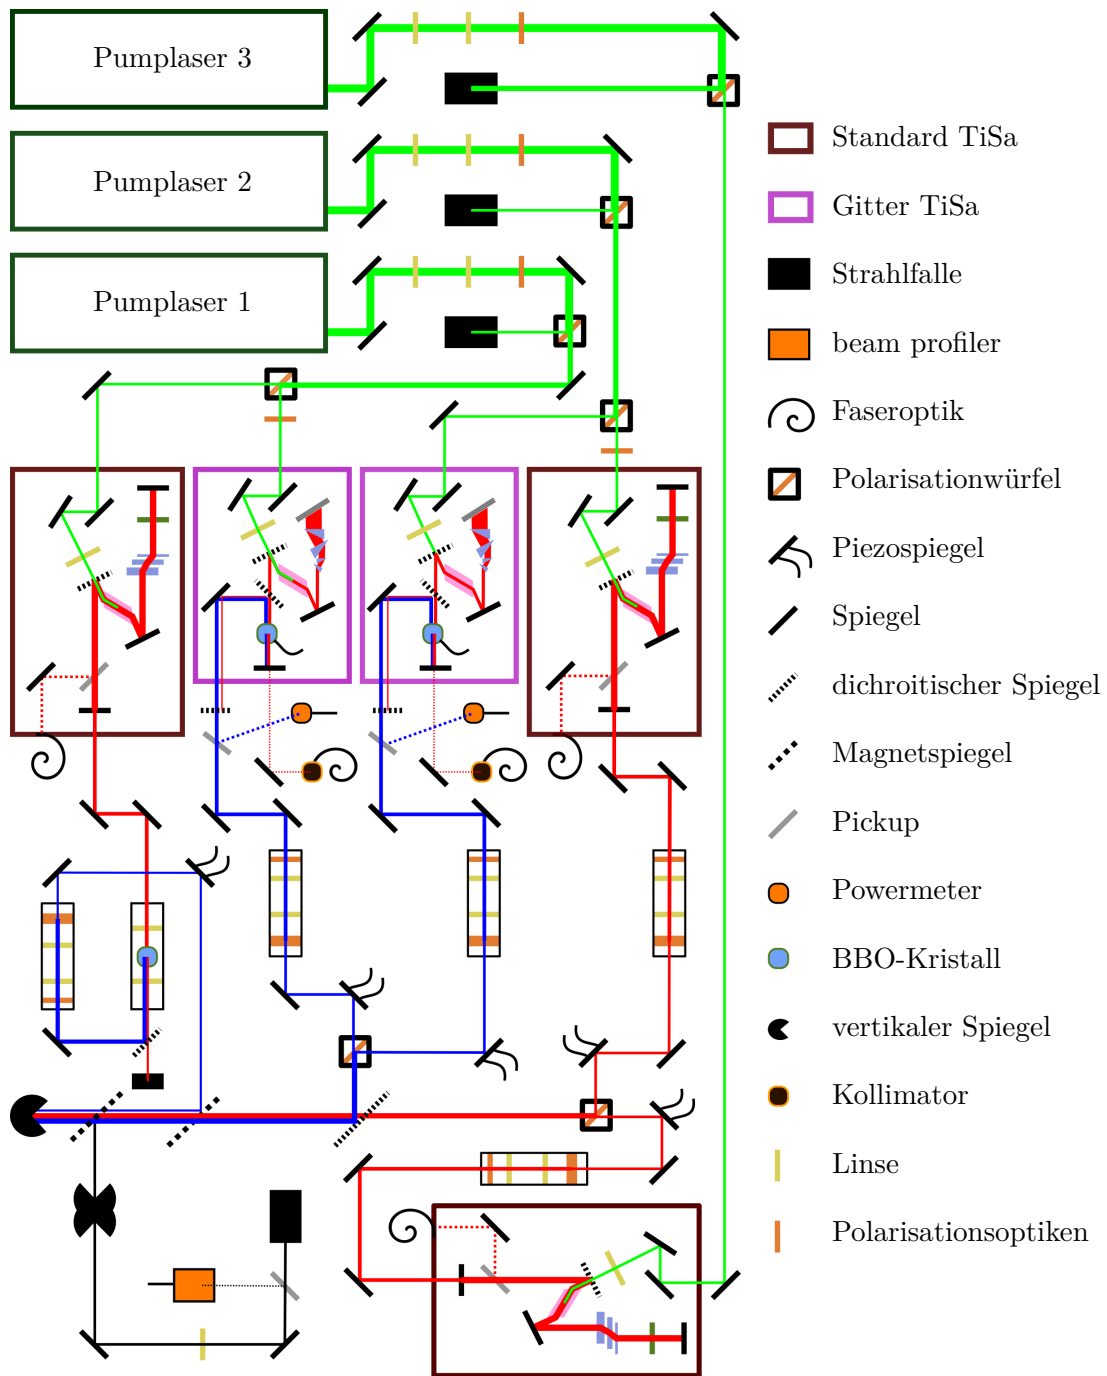 Pumplaser 3
Pumplaser 2
Pumplaser 1
Standard TiSa
Gitter TiSa
Strahlfalle
beam profiler
Faseroptik
Polarisationwürfel
Piezospiegel
Spiegel
dichroitischer Spiegel
Magnetspiegel
Pickup
Powermeter
BBO-Kristall
vertikaler Spiegel
Kollimator
Linse
Polarisationsoptiken